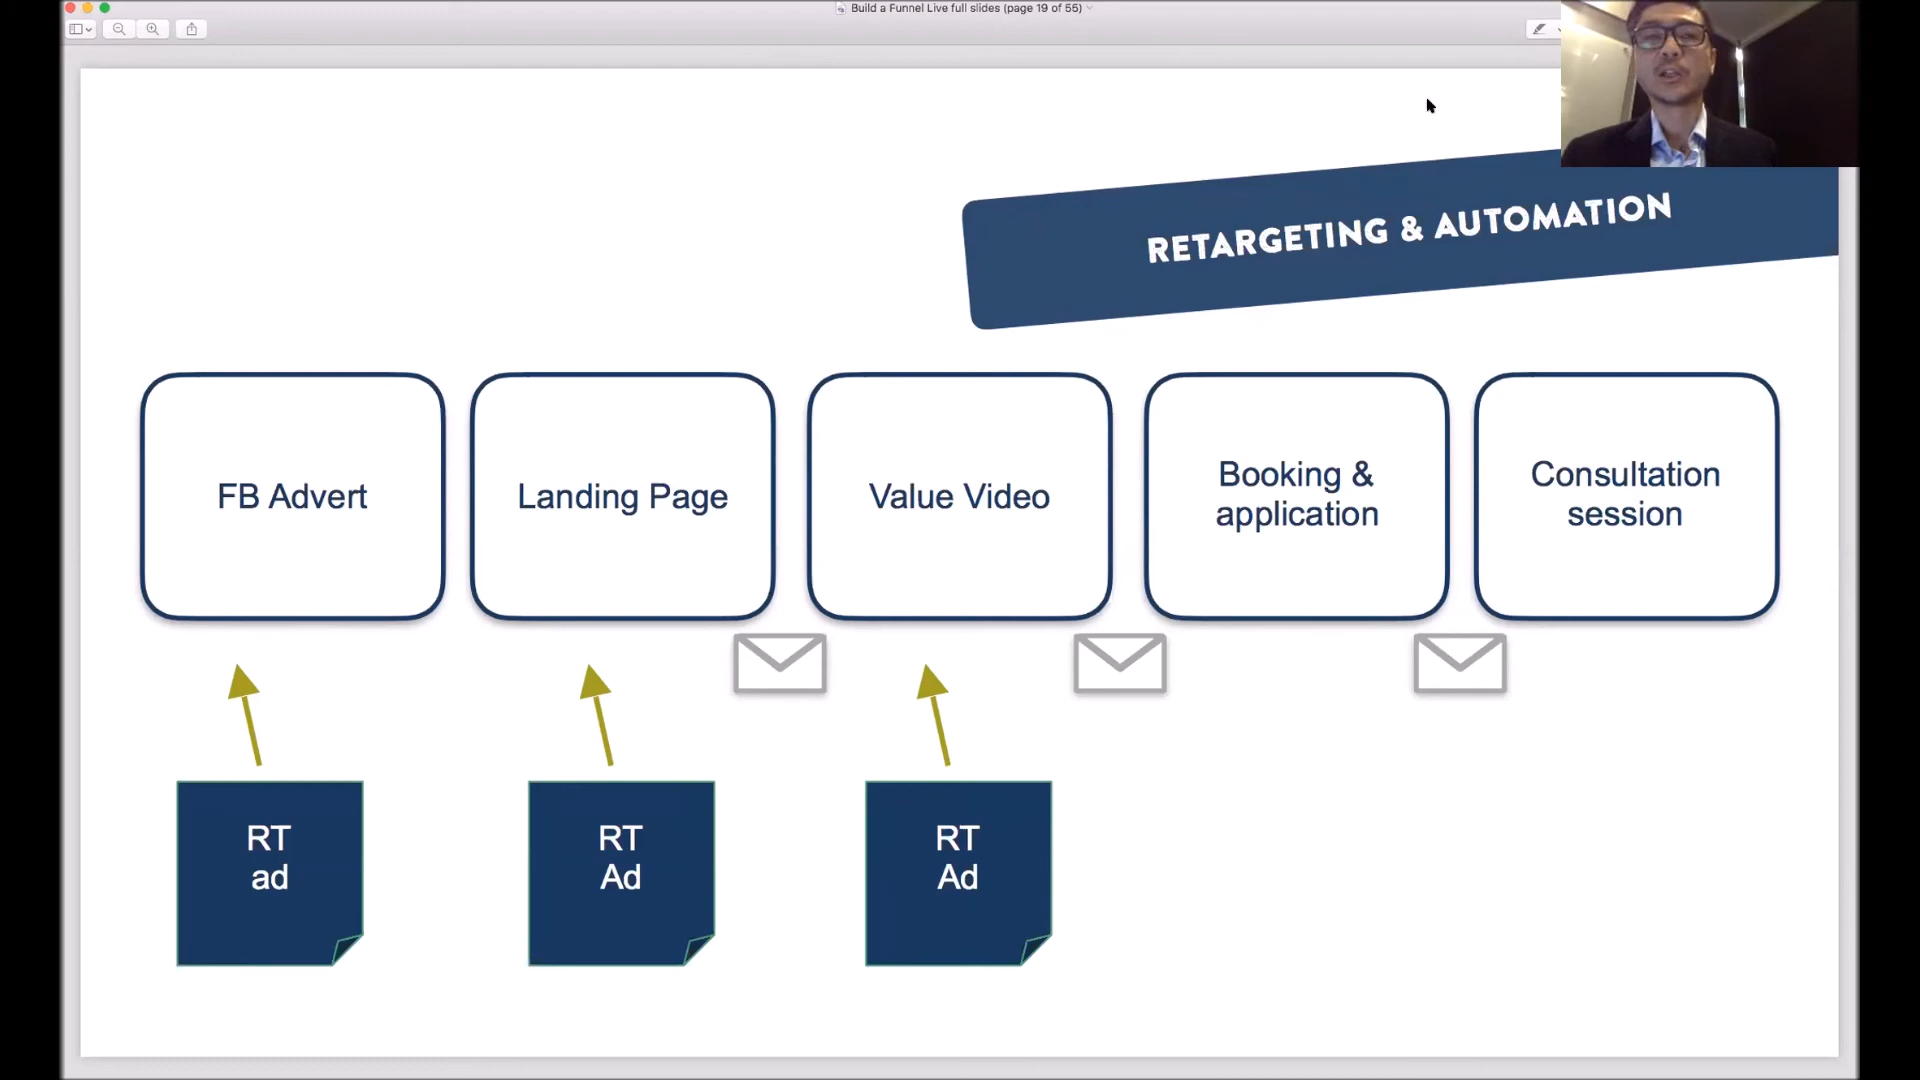 Build a Funnel Live full slides (page 19 of 55)
RETARGETING & AUTOMATION
FB Advert
Landing Page
Value Video
Booking &
application
Consultation
session
RT
ad
RT
Ad
RT
Ad